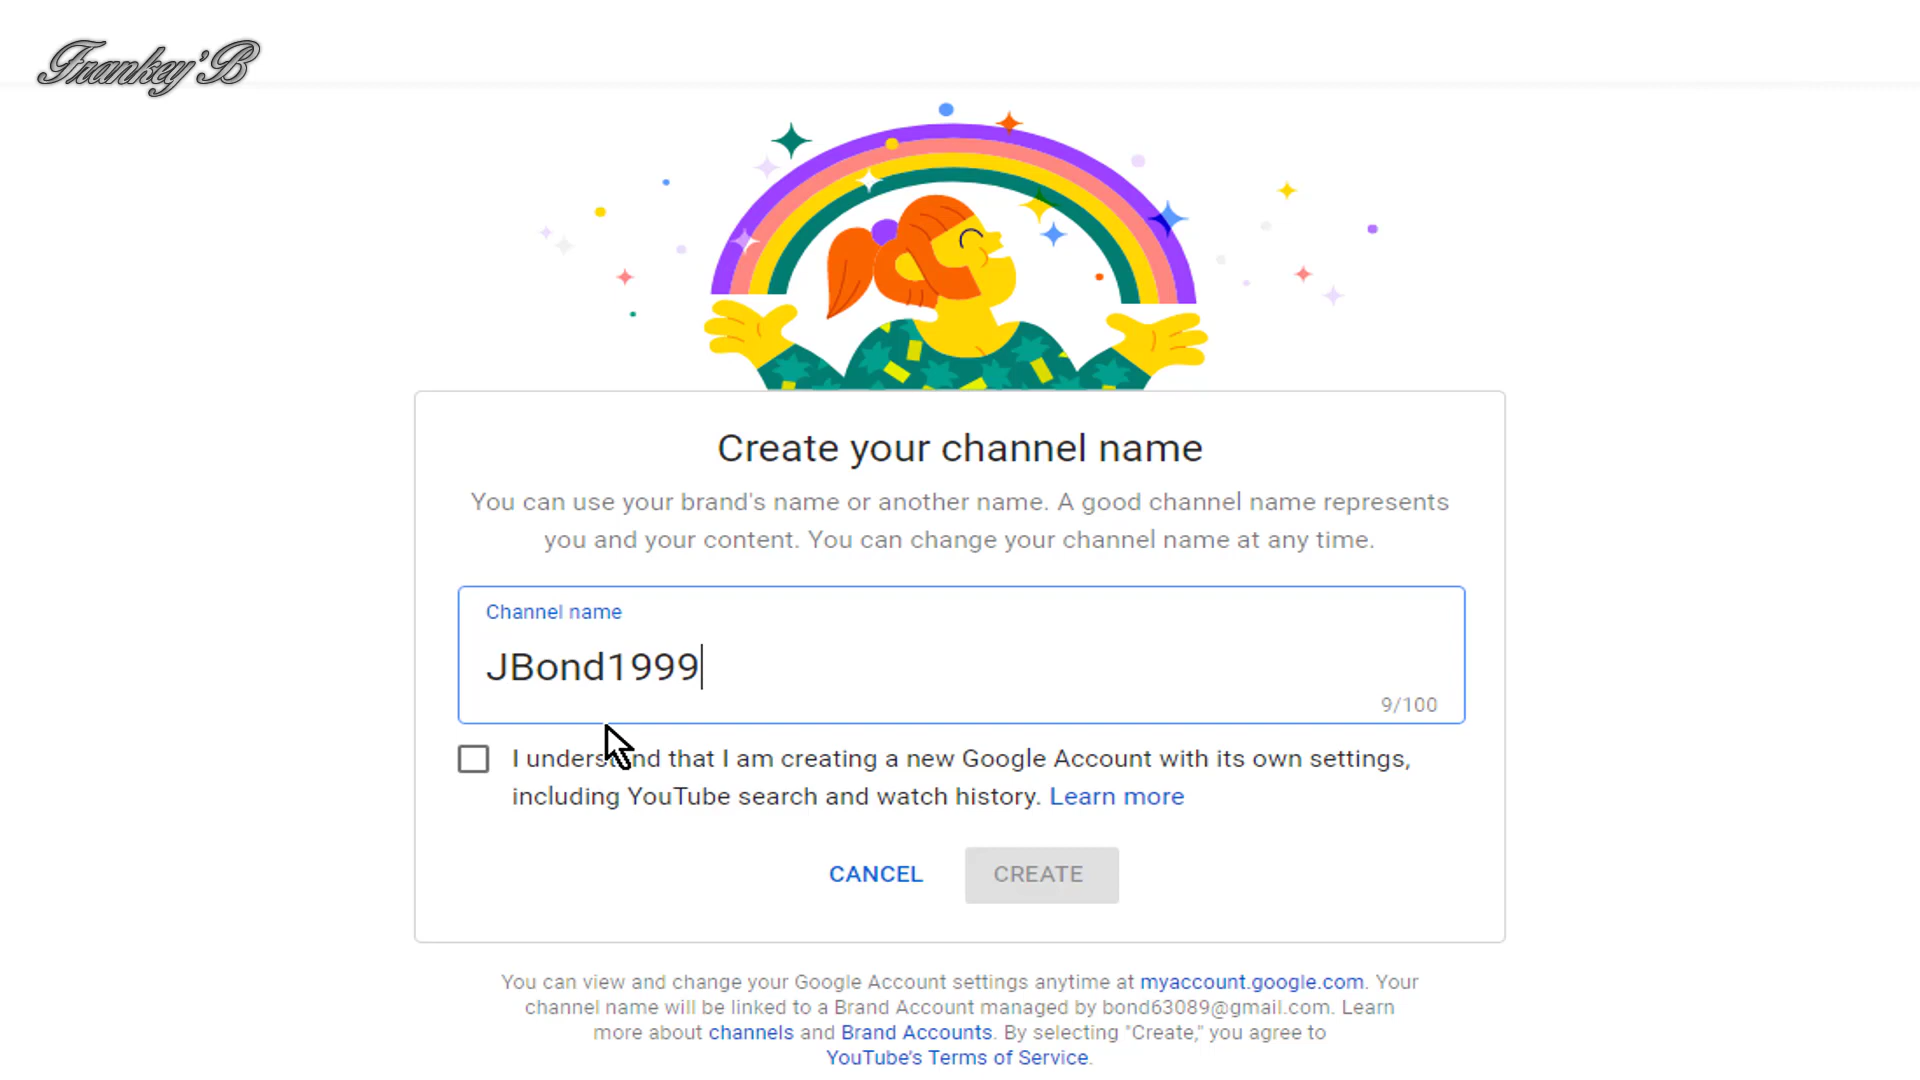 Frankey'B
Create your channel name
You can use your brand's name or another name. A good channel name represents
you and your content. You can change your channel name at any time.
Channel name
JBond1999
9/100
I understand that I am creating a new Google Account with its own settings,
including YouTube search and watch history. Learn more
CANCEL
CREATE
You can view and change your Google Account settings anytime at myaccount.google.com. Your
channel name will be linked to a Brand Account managed by bond63089@gmail.com. Learn
more about channels and Brand Accounts. By selecting "Create," you agree to
YouTube's Terms of Service.